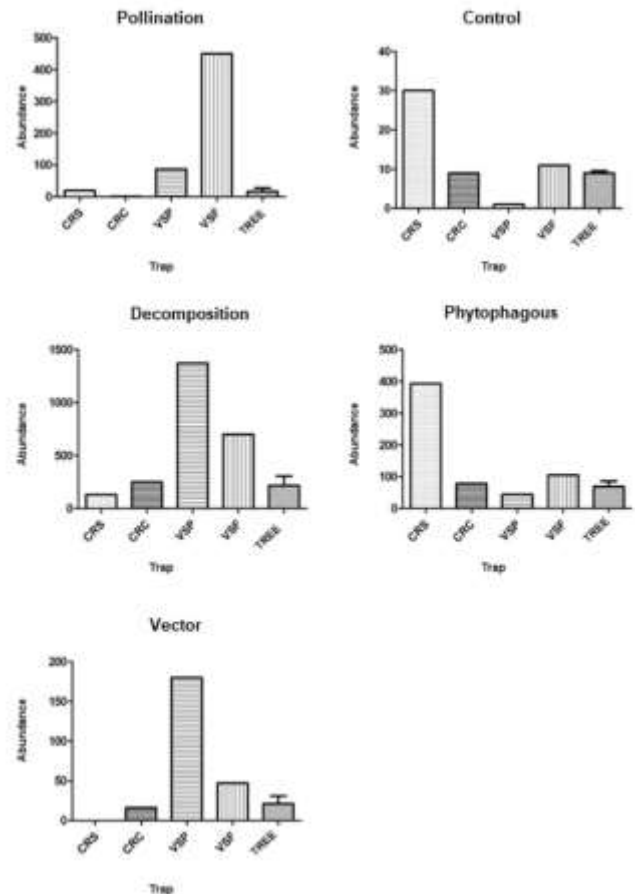 Pollination
Abundance
500
400
300
200
100
0
CRS
CRC
VSP
VSF
TREE
Trap
Control
Abundance
40
30
20
10
0
CRS
CRC
VSP
VSF
TREE
Trap
Decomposition
Abundance
1500
1000
500
0
CRS
CRC
VSP
VSF
TREE
Trap
Phytophagous
Abundance
500
400
300
200
100
0
CRS
CRC
VSP
VSF
TREE
Trap
Vector
Abundance
200
150
100
50
0
CRS
CRC
VSP
VSF
TREE
Trap